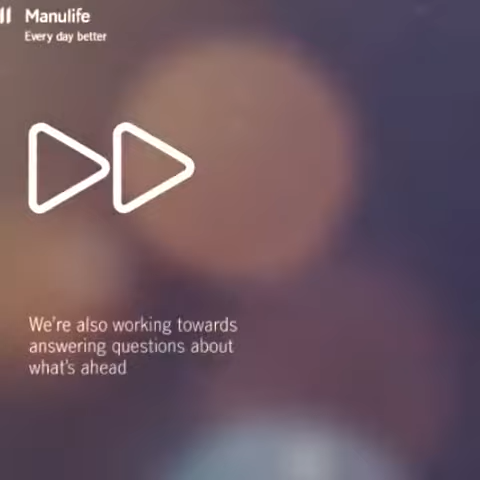 Manulife
Every day better
We're also working towards
answering questions about
what's ahead